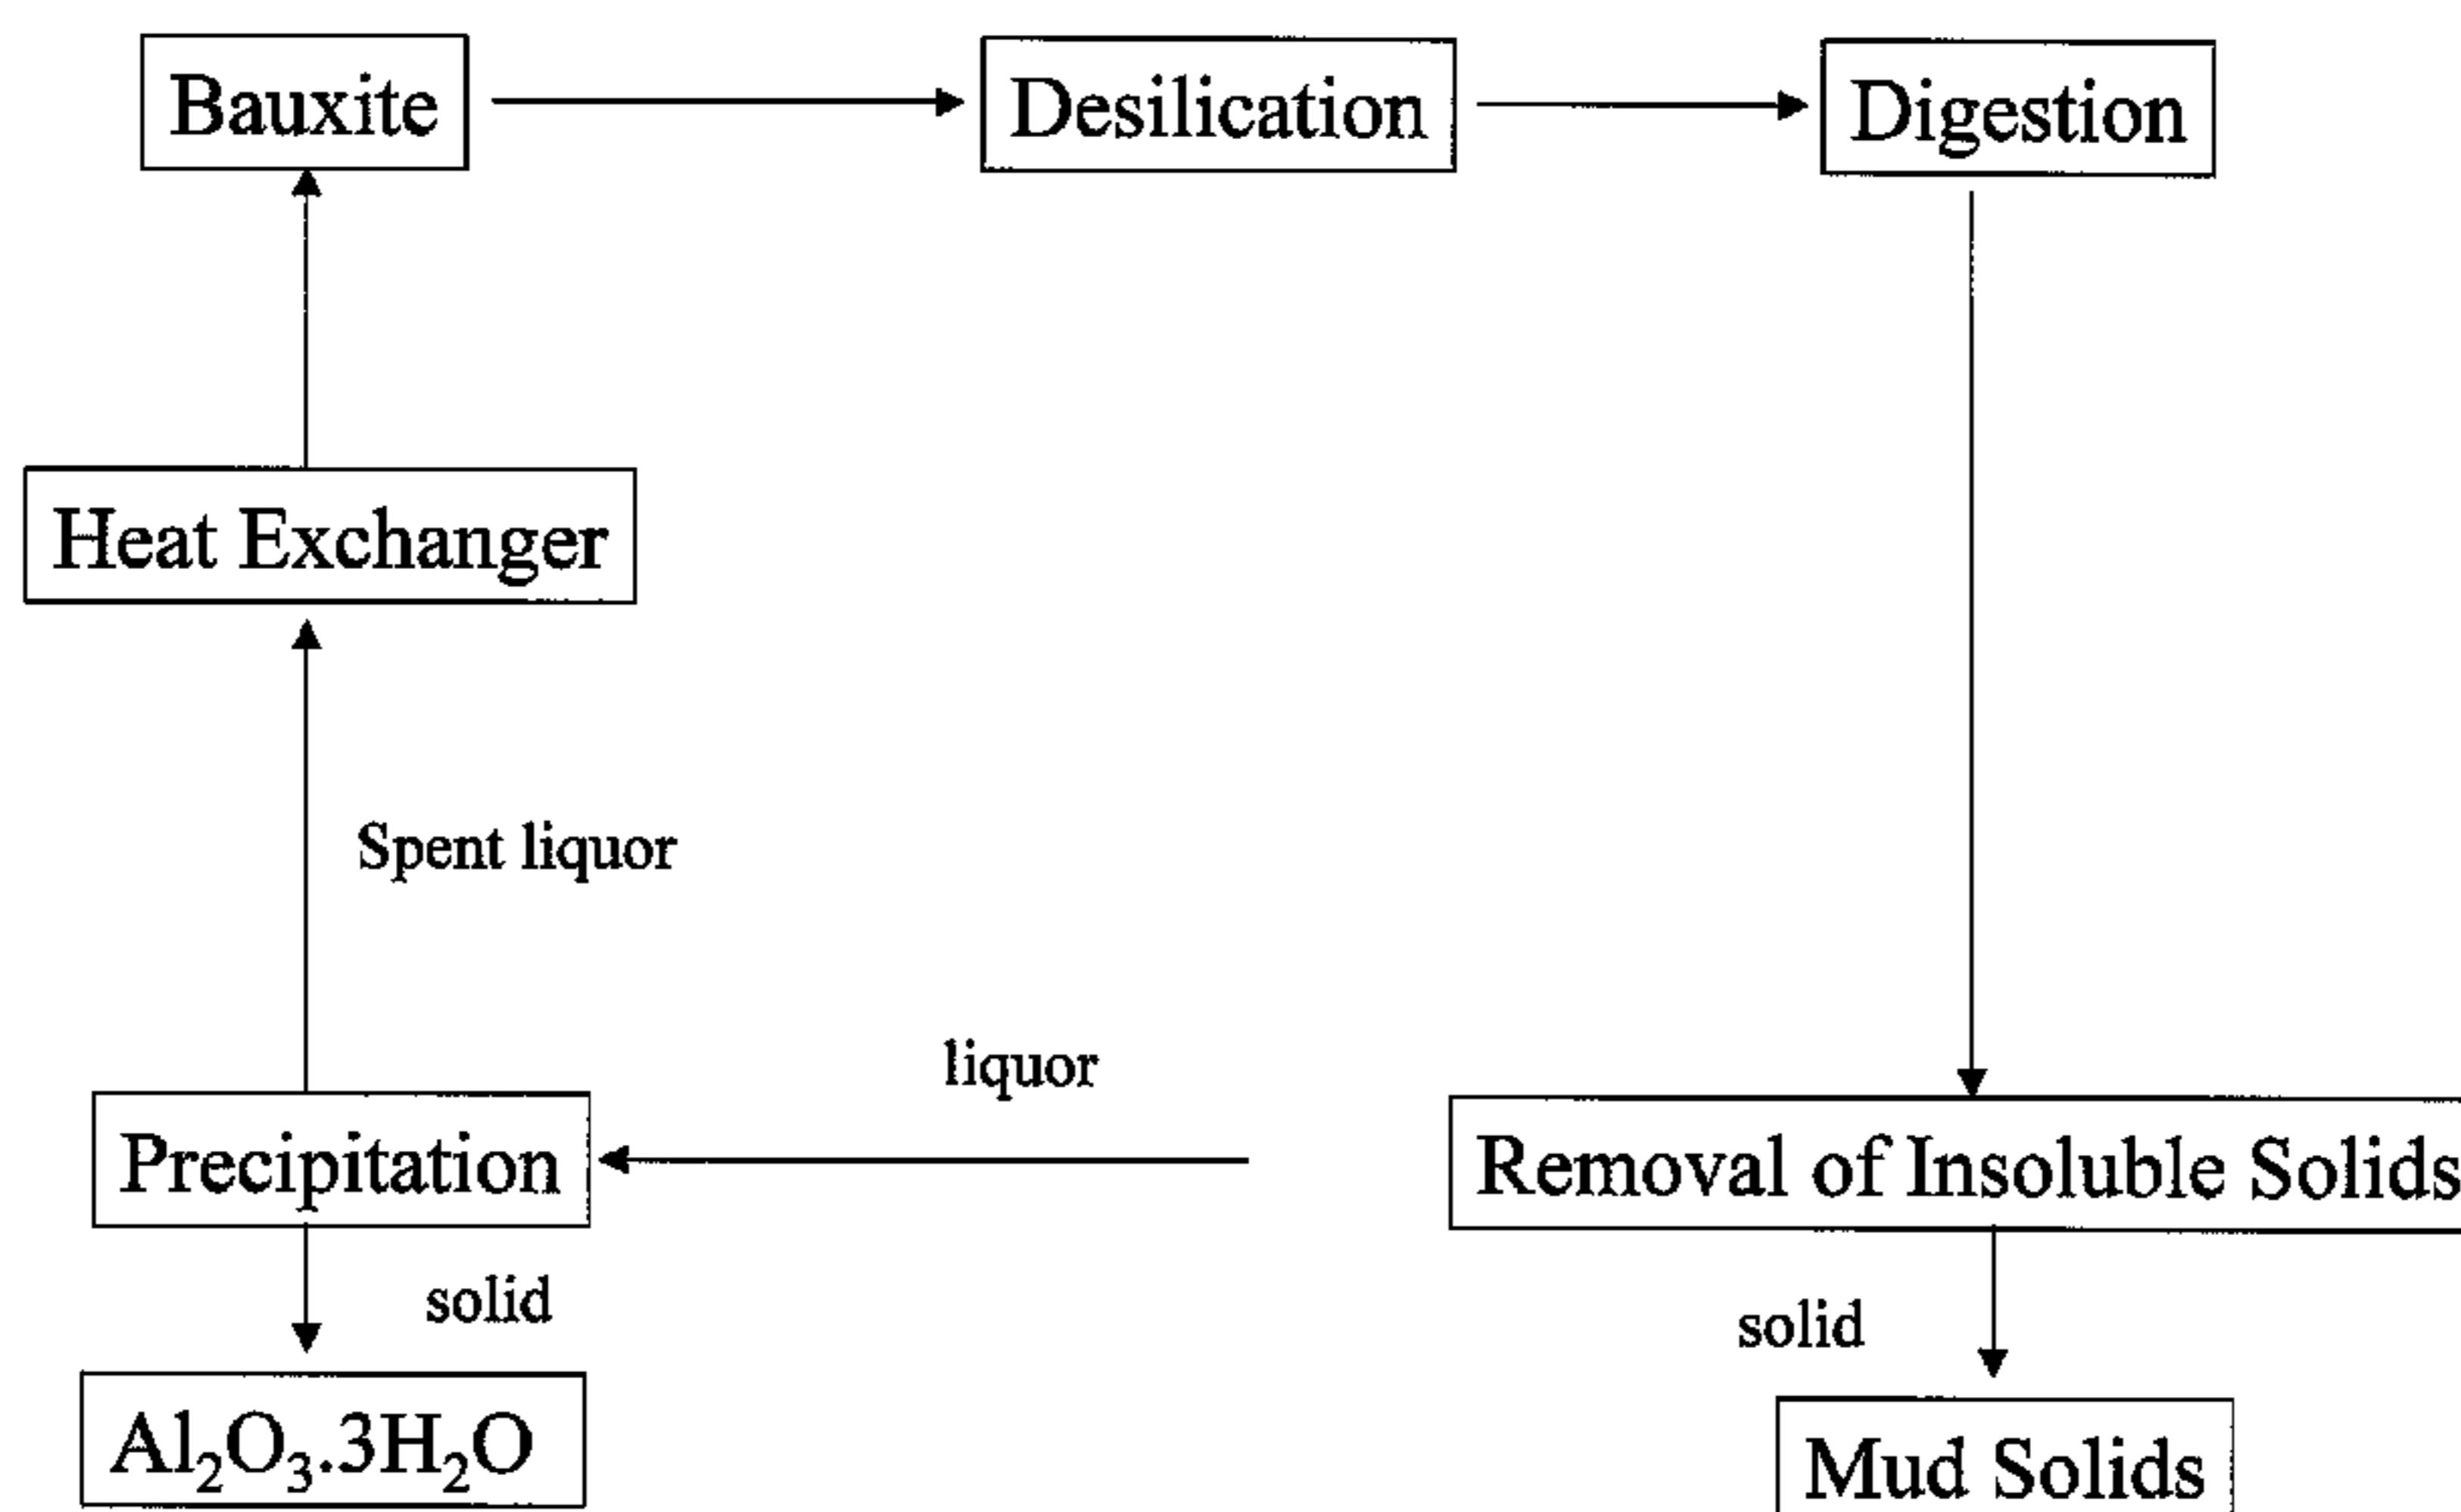 Bauxite
Desilication
Digestion
Heat Exchanger
Spent liquor
liquor
Precipitation
Removal of Insoluble Solids
solid
solid
Al₂O₃.3H₂O
Mud Solids